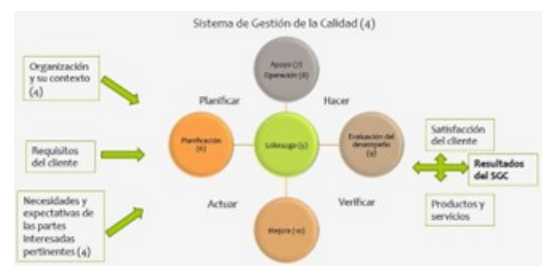 Sistema de Gestión de la Calidad (4)
Organización
y su contexto
(4)
Apoyo (7)
Operación (8)
Planificar
Hacer
Requisitos
del cliente
Planificación
(6)
Liderazgo (5)
Evaluación del
desempeño
(9)
Satisfacción
del cliente
Resultados
del SGC
Necesidades y
expectativas de
las partes
interesadas
pertinentes (4)
Actuar
Verificar
Productos y
servicios
Mejora (10)